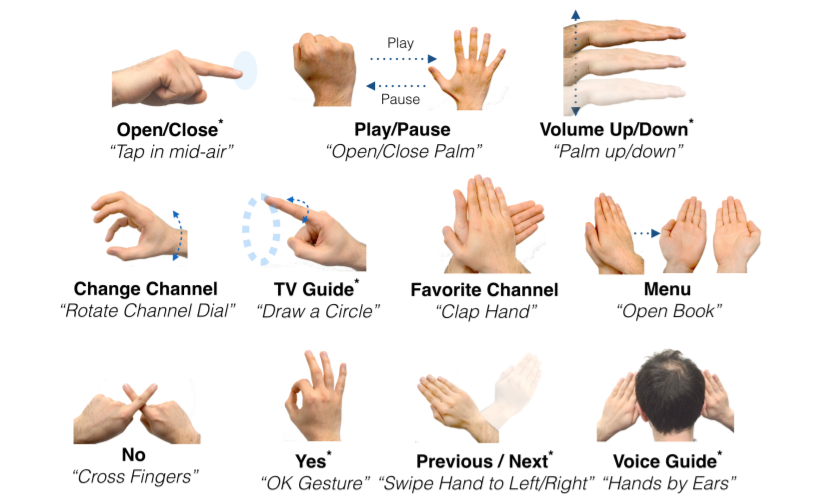 Play
Pause
Open/Close*
“Tap in mid-air”
Play/Pause
“Open/Close Palm”
Volume Up/Down*
“Palm up/down”
Change Channel
“Rotate Channel Dial”
TV Guide*
“Draw a Circle”
Favorite Channel
“Clap Hand”
Menu
“Open Book”
No
“Cross Fingers”
Yes*
“OK Gesture”
Previous / Next*
“Swipe Hand to Left/Right”
Voice Guide*
“Hands by Ears”